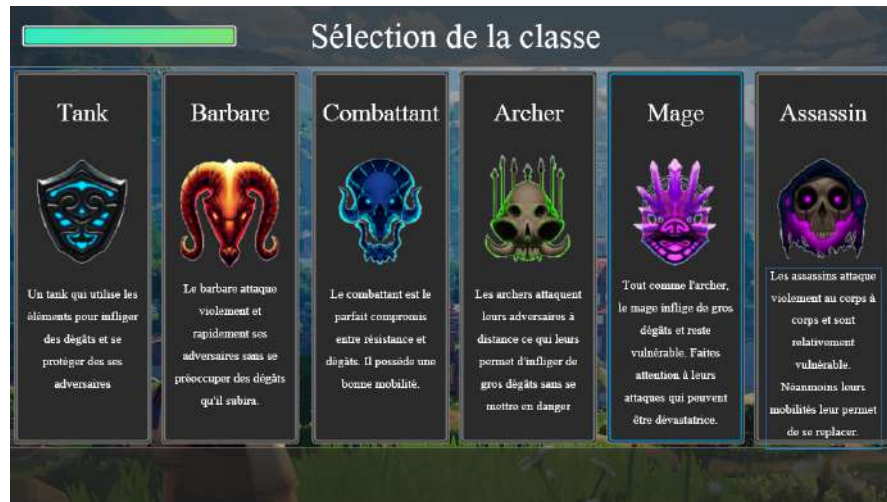 Sélection de la classe
Tank
Un tank qui utilise les
éléments pour infliger
des dégâts et se
protéger des ses
adversaires
Barbare
Le barbare attaque
violement et
rapidement ses
adversaires sans se
préoccuper des dégâts
qu'il subira.
Combattant
Le combattant est le
parfait compromis
entre résistance et
dégâts. Il possède une
bonne mobilité.
Archer
Les archers attaquent
leurs adversaires à
distance ce qui leurs
permet d'infliger de
gros dégâts sans se
mettre en danger
Mage
Tout comme l'archer,
le mage inflige de gros
dégâts et reste
vulnérable. Faites
attention à leurs
attaques qui peuvent
être dévastatrice.
Assassin
Les assassins attaque
violement au corps à
corps et sont
relativement
vulnérable.
Néanmoins leurs
mobilités leur permet
de se replacer.